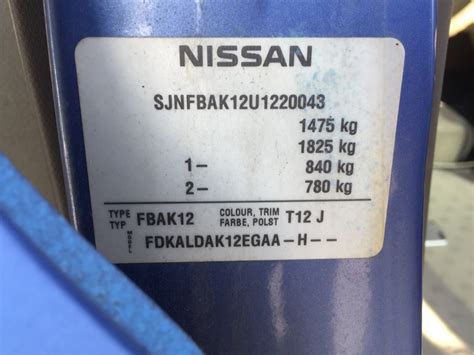 NISSAN
SJNFBAK12U1220043
1475 kg
1825 kg
1- 840 kg
2- 780 kg
TYPE TYP FBAK12 COLOUR, TRIM FARBE, POLST T12 J
MODEL FDKALDAK12EGAA-H--